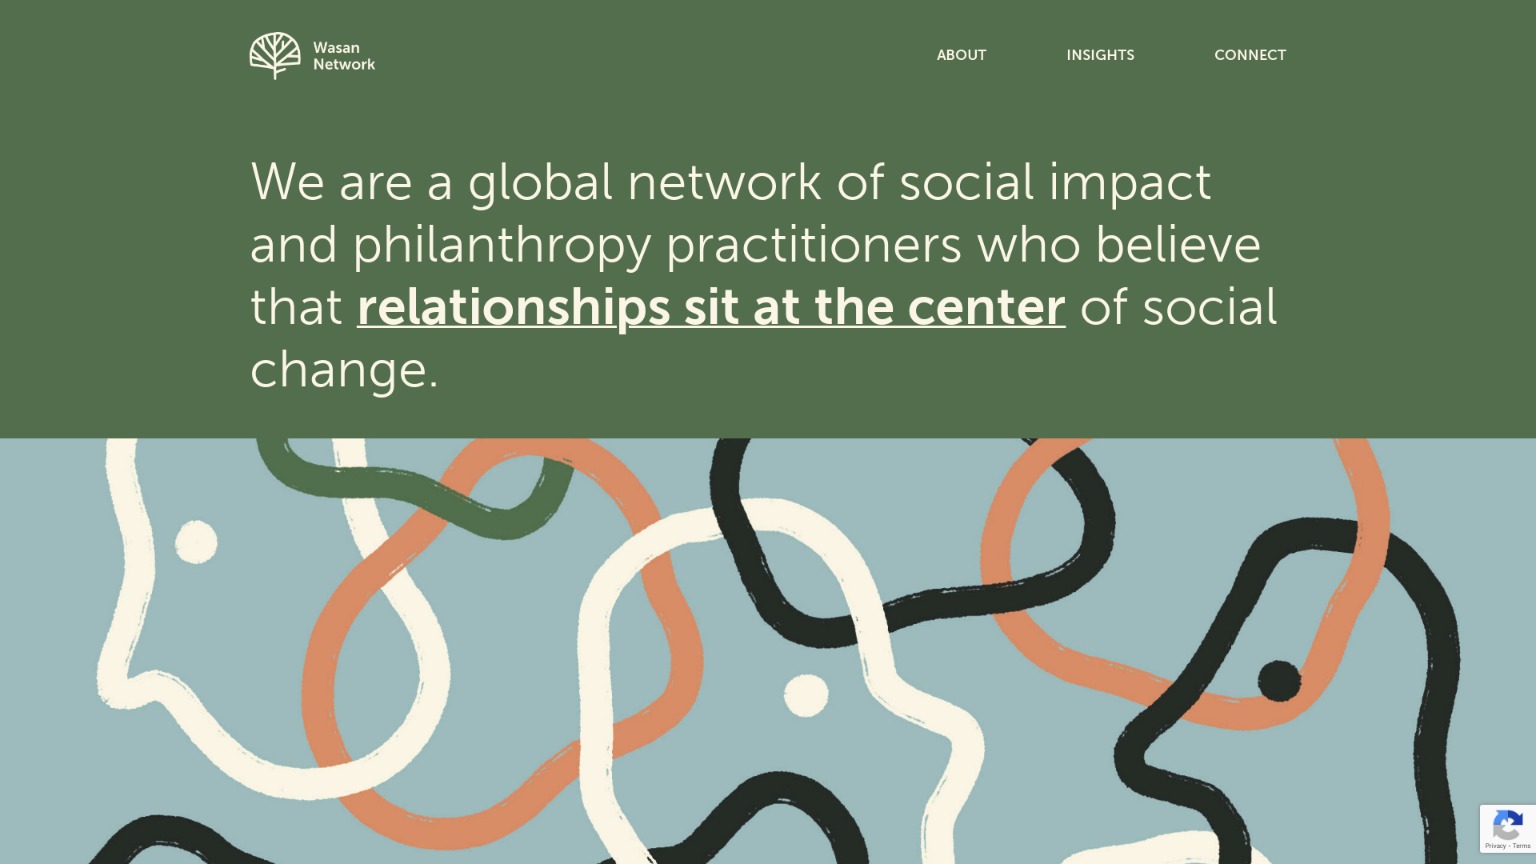 Wasan
Network
ABOUT
INSIGHTS
CONNECT
We are a global network of social impact
and philanthropy practitioners who believe
that relationships sit at the center of social
change.
Privacy - Terms